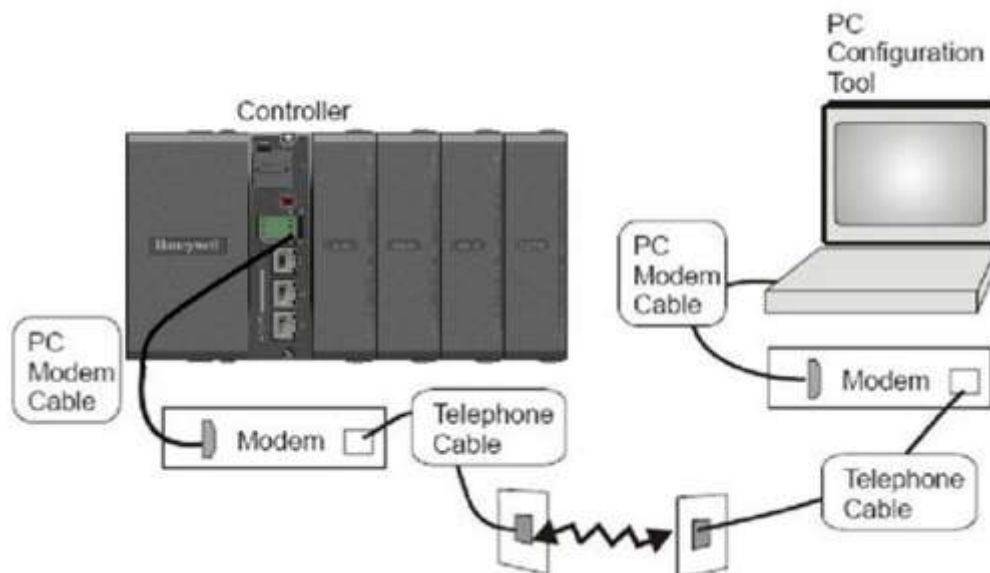 PC
Configuration
Tool
Controller
Honeywell
PC
Modem
Cable
PC
Modem
Cable
Modem
Telephone
Cable
Modem
Telephone
Cable